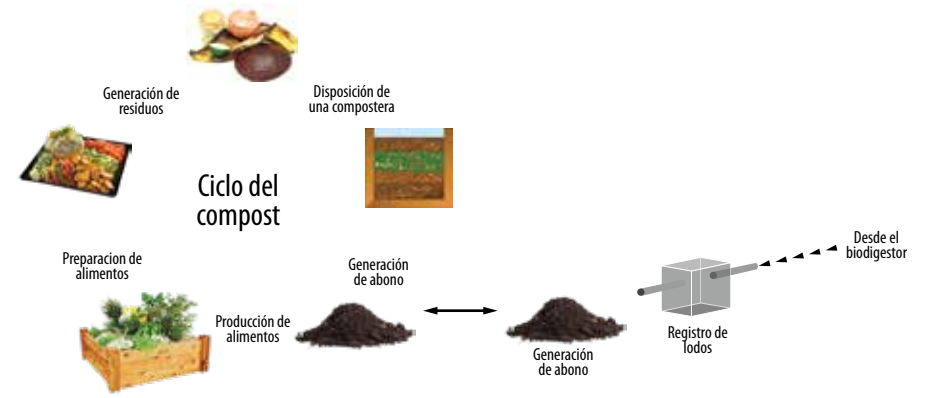 Generación de
residuos
Disposición de
una compostera
Ciclo del
compost
Preparacion de
alimentos
Generación
de abono
Producción de
alimentos
Generación
de abono
Registro de
lodos
Desde el
biodigestor